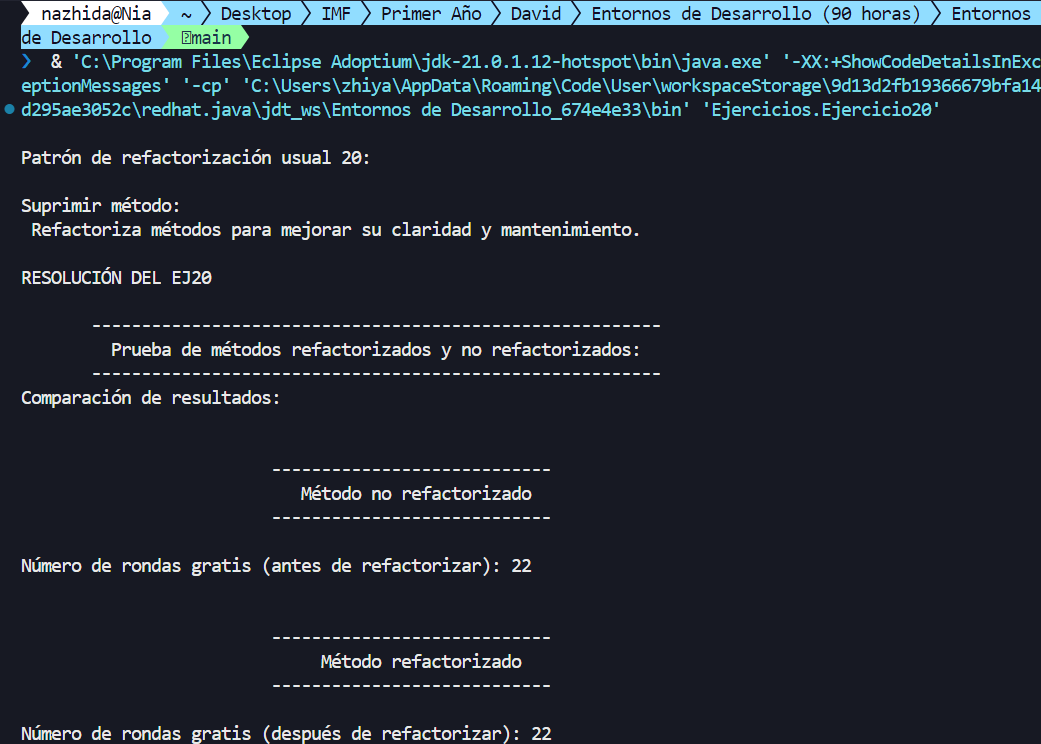 nazhida@Nia ~ Desktop IMF Primer Año David Entornos de Desarrollo (90 horas) Entornos
de Desarrollo main
❯ & 'C:\Program Files\Eclipse Adoptium\jdk-21.0.1.12-hotspot\bin\java.exe' '-XX:+ShowCodeDetailsInExc
eptionMessages' '-cp' 'C:\Users\zhiya\AppData\Roaming\Code\User\workspaceStorage\9d13d2fb19366679bfa14
d295ae3052c\redhat.java\jdt_ws\Entornos de Desarrollo_674e4e33\bin' 'Ejercicios.Ejercicio20'
Patrón de refactorización usual 20:
Suprimir método:
Refactoriza métodos para mejorar su claridad y mantenimiento.
RESOLUCIÓN DEL EJ20
---------------------------------------------------------
Prueba de métodos refactorizados y no refactorizados:
---------------------------------------------------------
Comparación de resultados:
----------------------------
Método no refactorizado
----------------------------
Número de rondas gratis (antes de refactorizar): 22
----------------------------
Método refactorizado
----------------------------
Número de rondas gratis (después de refactorizar): 22